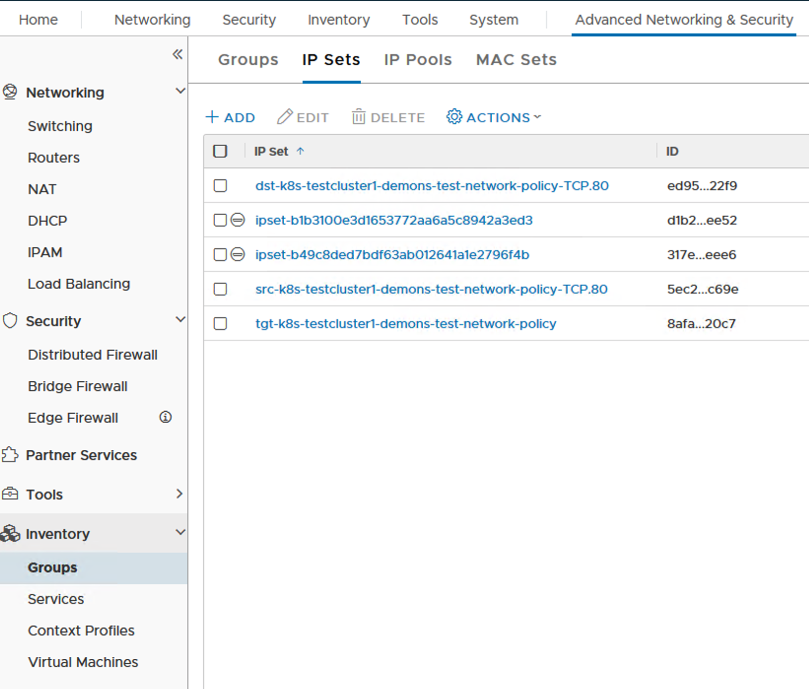 Home Networking Security Inventory Tools System Advanced Networking & Security
Groups IP Sets IP Pools MAC Sets
Networking
Switching
Routers
NAT
DHCP
IPAM
Load Balancing
Security
Distributed Firewall
Bridge Firewall
Edge Firewall
Partner Services
Tools
Inventory
Groups
Services
Context Profiles
Virtual Machines
+ ADD EDIT DELETE ACTIONS
IP Set ID
dst-k8s-testcluster1-demons-test-network-policy-TCP.80 ed95...22f9
ipset-b1b3100e3d1653772aa6a5c8942a3ed3 d1b2...ee52
ipset-b49c8ded7bdf63ab012641a1e2796f4b 317e...eee6
src-k8s-testcluster1-demons-test-network-policy-TCP.80 5ec2...c69e
tgt-k8s-testcluster1-demons-test-network-policy 8afa...20c7